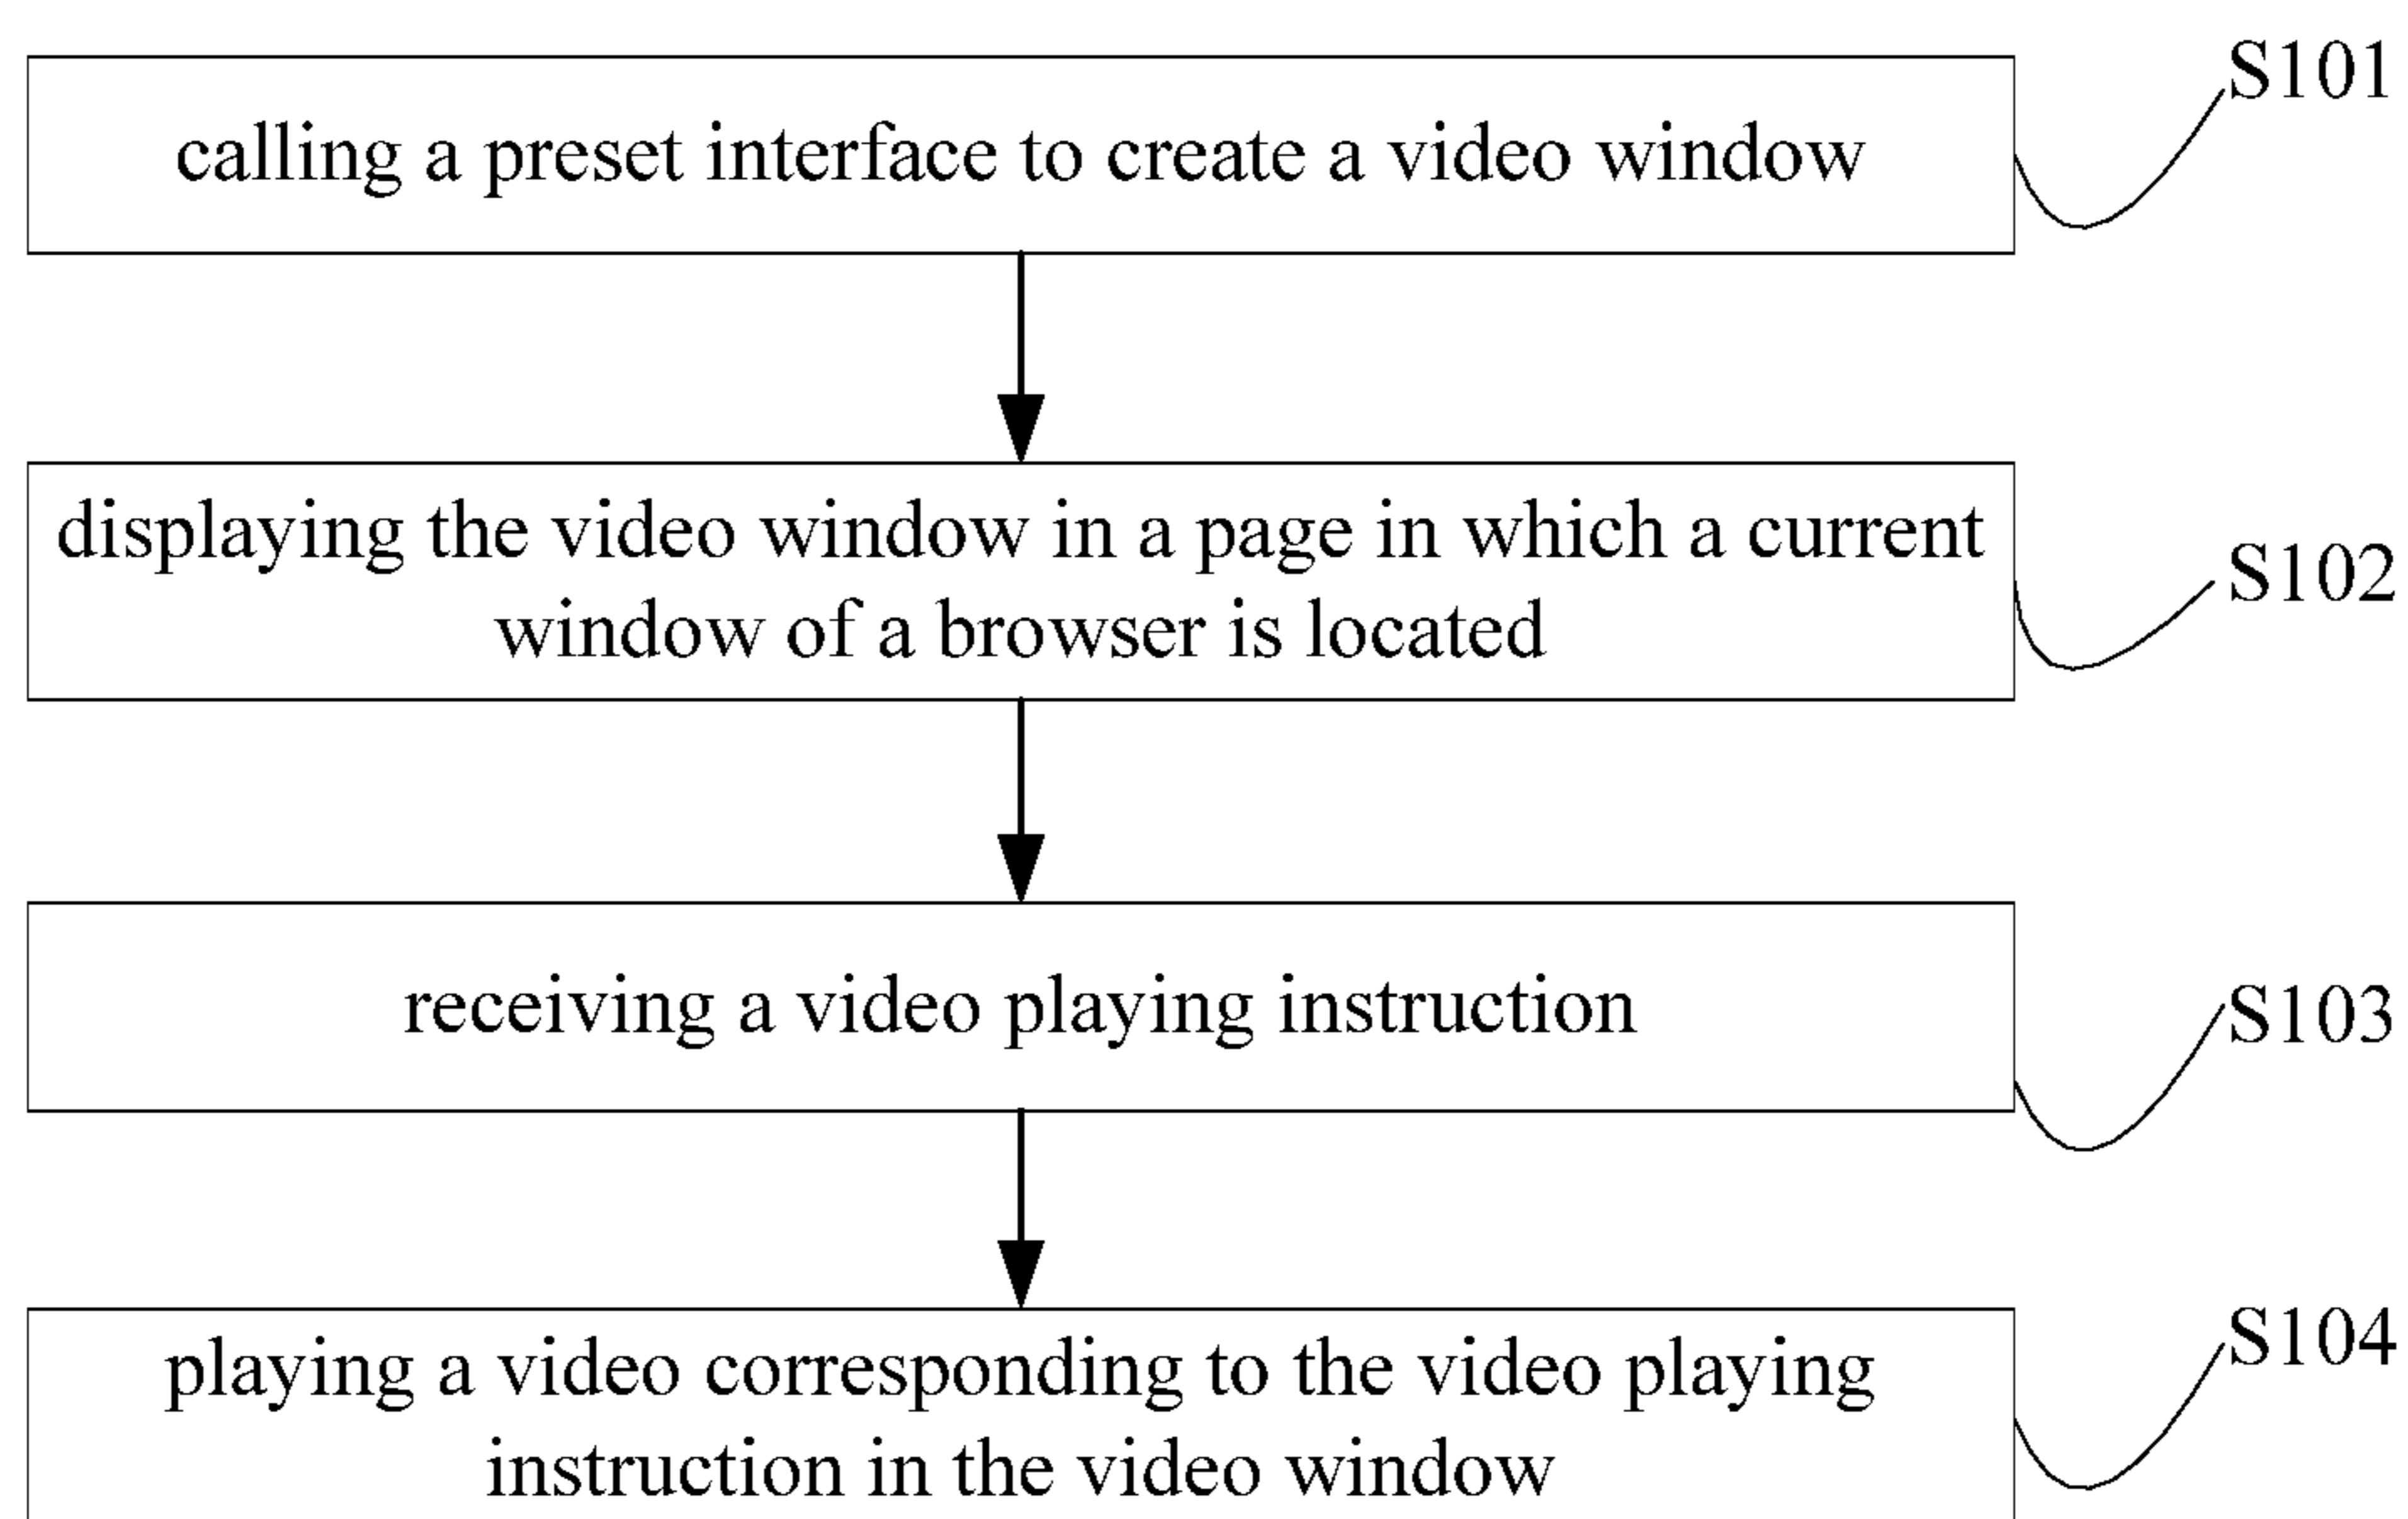 S101
calling a preset interface to create a video window
displaying the video window in a page in which a current
window of a browser is located
S102
receiving a video playing instruction
S103
playing a video corresponding to the video playing
instruction in the video window
S104